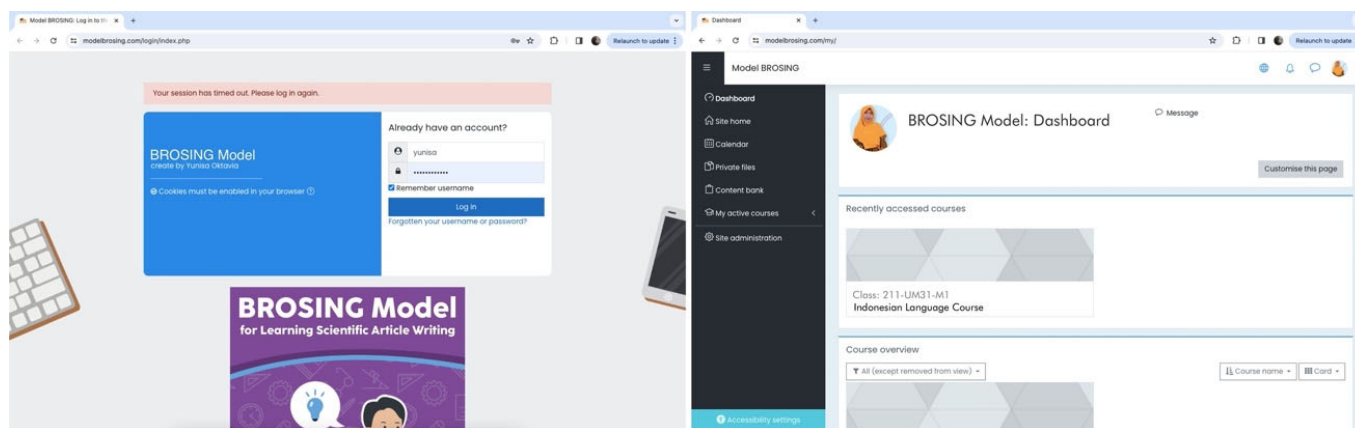 Model BROSING: Log in to th
modelbrosing.com/login/index.php
Relaunch to update
Your session has timed out. Please log in again.
BROSING Model
create by Yunisa Oktavia
Cookies must be enabled in your browser
Already have an account?
yunisa
Remember username
Log in
Forgotten your username or password?
BROSING Model
for Learning Scientific Article Writing
Dashboard
modelbrosing.com/my/
Relaunch to update
Model BROSING
Dashboard
Site home
Calendar
Private files
Content bank
My active courses
Site administration
Accessibility settings
BROSING Model: Dashboard
Message
Customise this page
Recently accessed courses
Class: 211-UM31-M1
Indonesian Language Course
Course overview
All (except removed from view)
Course name
Card